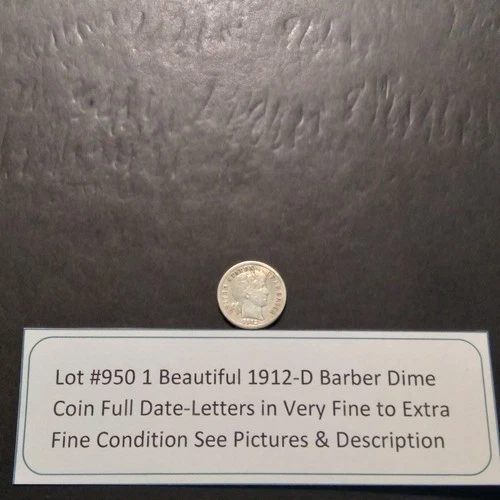 Lot #950 1 Beautiful 1912-D Barber Dime
Coin Full Date-Letters in Very Fine to Extra
Fine Condition See Pictures & Description